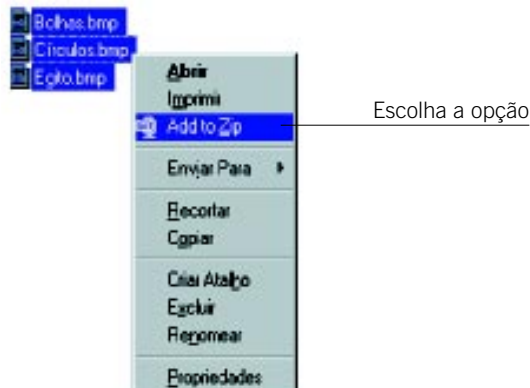 Bolhas.bmp
Círculos.bmp
Egito.bmp
Abrir
Imprimir
Add to Zip
Escolha a opção
Enviar Para
Recortar
Copiar
Criar Atalho
Excluir
Renomear
Propriedades